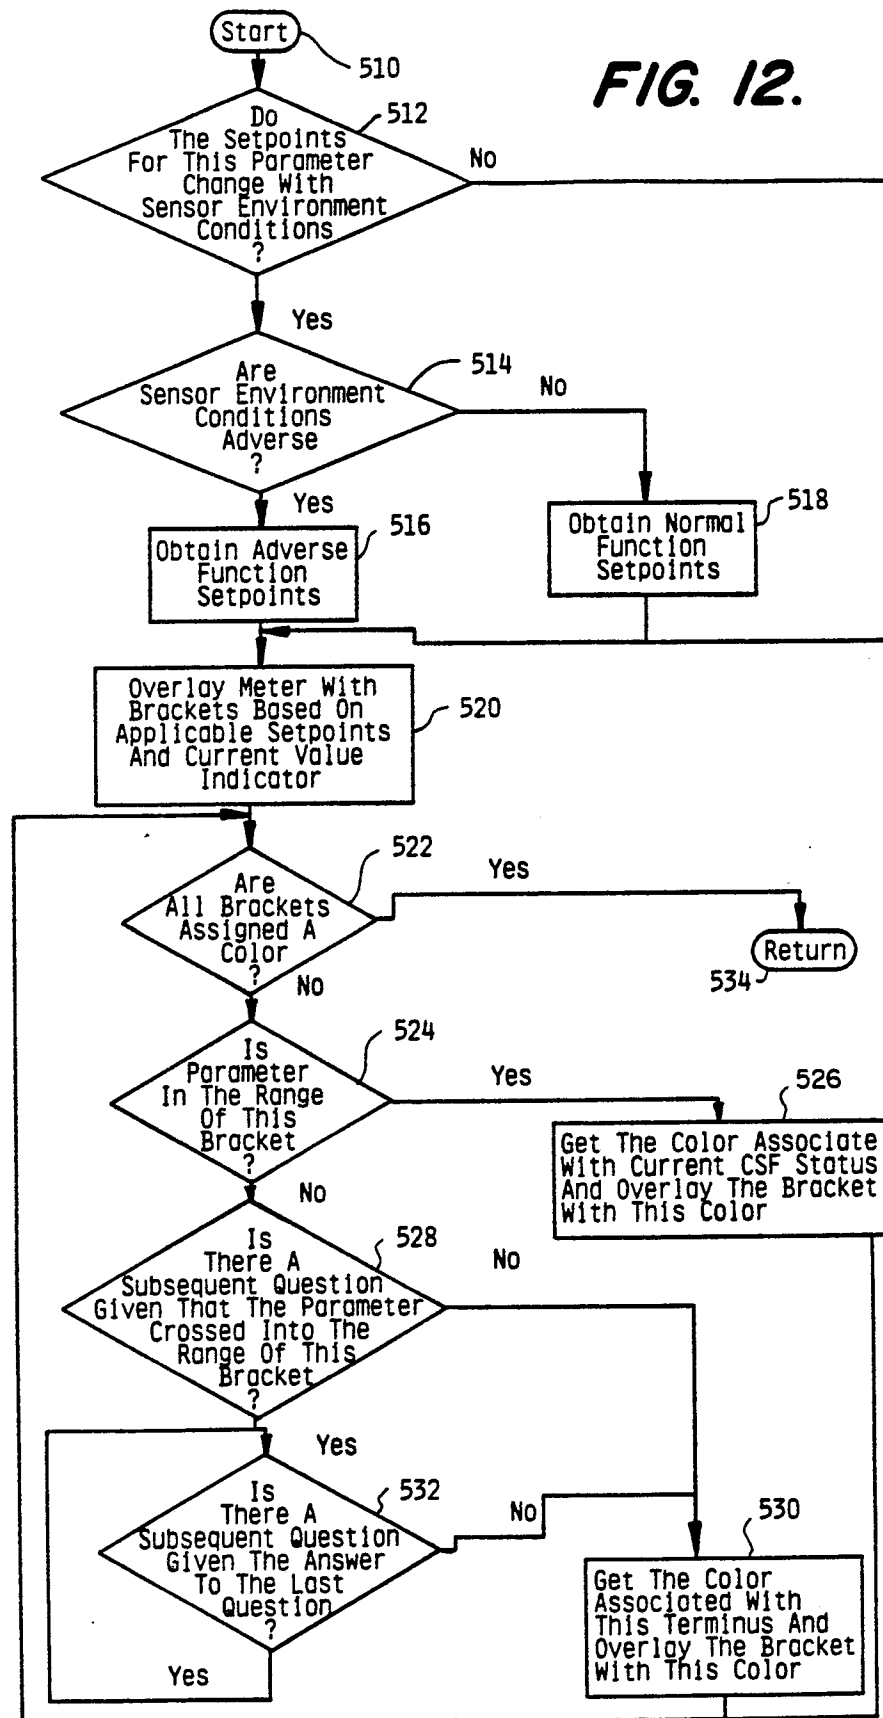 Start
510
FIG. 12.
Do
The Setpoints
For This Parameter
Change With
Sensor Environment
Conditions
?
512
No
Yes
Are
Sensor Environment
Conditions
Adverse
?
514
No
Yes
Obtain Adverse
Function
Setpoints
516
Obtain Normal
Function
Setpoints
518
Overlay Meter With
Brackets Based On
Applicable Setpoints
And Current Value
Indicator
520
Are
All Brackets
Assigned A
Color
?
522
Yes
Return
534
No
Is
Parameter
In The Range
Of This
Bracket
?
524
Yes
526
Get The Color Associate
With Current CSF Status
And Overlay The Bracket
With This Color
No
Is
There A
Subsequent Question
Given That The Parameter
Crossed Into The
Range Of This
Bracket
?
528
No
Yes
Is
There A
Subsequent Question
Given The Answer
To The Last
Question
?
532
No
Yes
530
Get The Color
Associated With
This Terminus And
Overlay The Bracket
With This Color